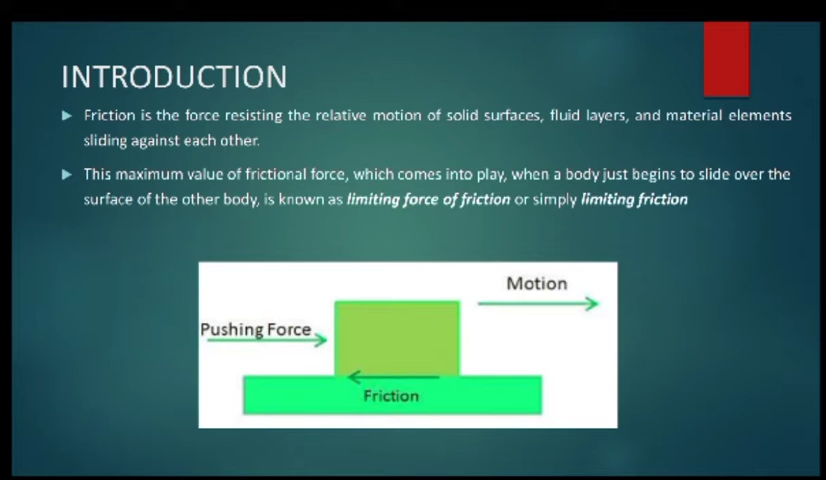 INTRODUCTION
Friction is the force resisting the relative motion of solid surfaces, fluid layers, and material elements
sliding against each other.
This maximum value of frictional force, which comes into play, when a body just begins to slide over the
surface of the other body, is known as limiting force of friction or simply limiting friction
Motion
Pushing Force
Friction